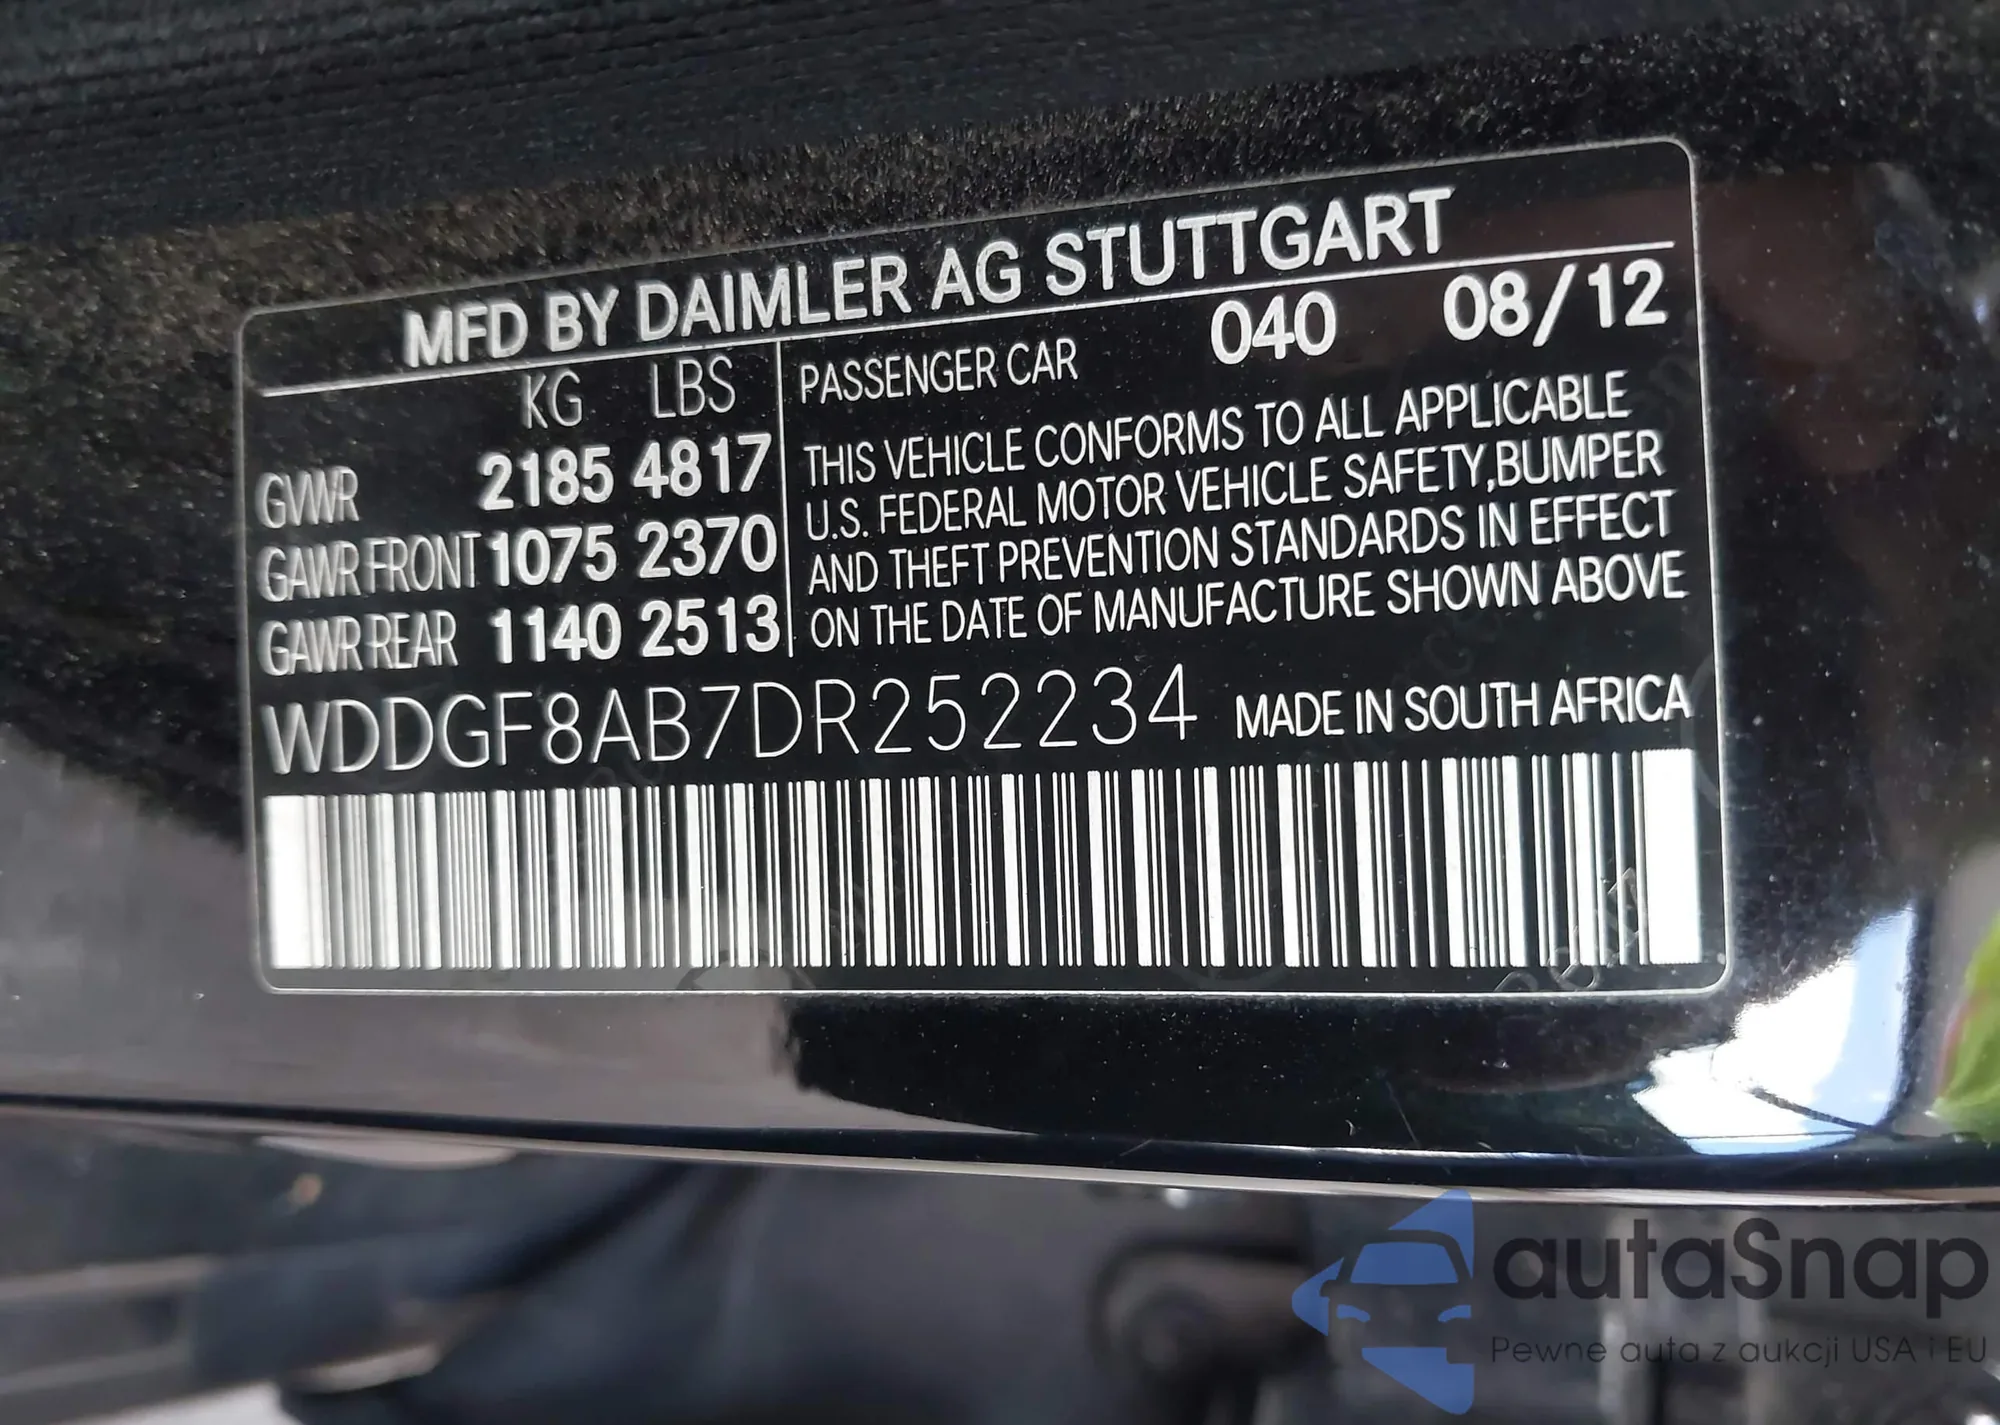 MFD BY DAIMLER AG STUTTGART
KG LBS
GVWR 2185 4817
GAWR FRONT 1075 2370
GAWR REAR 1140 2513
PASSENGER CAR 040 08/12
THIS VEHICLE CONFORMS TO ALL APPLICABLE
U.S. FEDERAL MOTOR VEHICLE SAFETY,BUMPER
AND THEFT PREVENTION STANDARDS IN EFFECT
ON THE DATE OF MANUFACTURE SHOWN ABOVE
WDDGF8AB7DR252234 MADE IN SOUTH AFRICA
autaSnap
Pewne auta z aukcji USA i EU